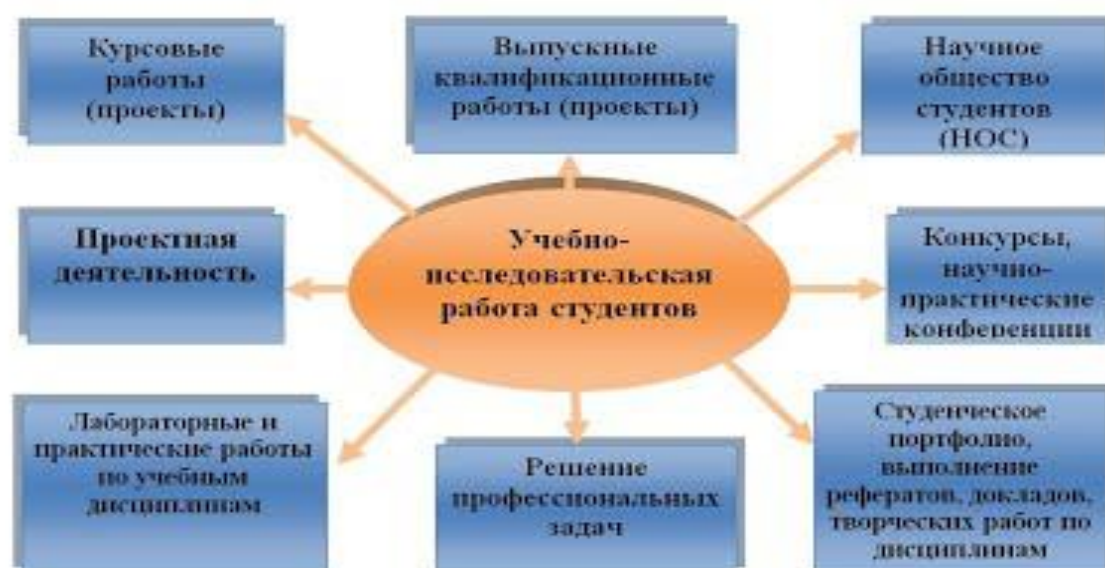 Курсовые
работы
(проекты)
Выпускные
квалификационные
работы (проекты)
Научное
общество
студентов
(НОС)
Проектная
деятельность
Учебно-
исследовательская
работа студентов
Конкурсы,
научно-
практические
конференции
Лабораторные и
практические работы
по учебным
дисциплинам
Решение
профессиональных
задач
Студенческое
портфолио,
выполнение
рефератов, докладов,
творческих работ по
дисциплинам